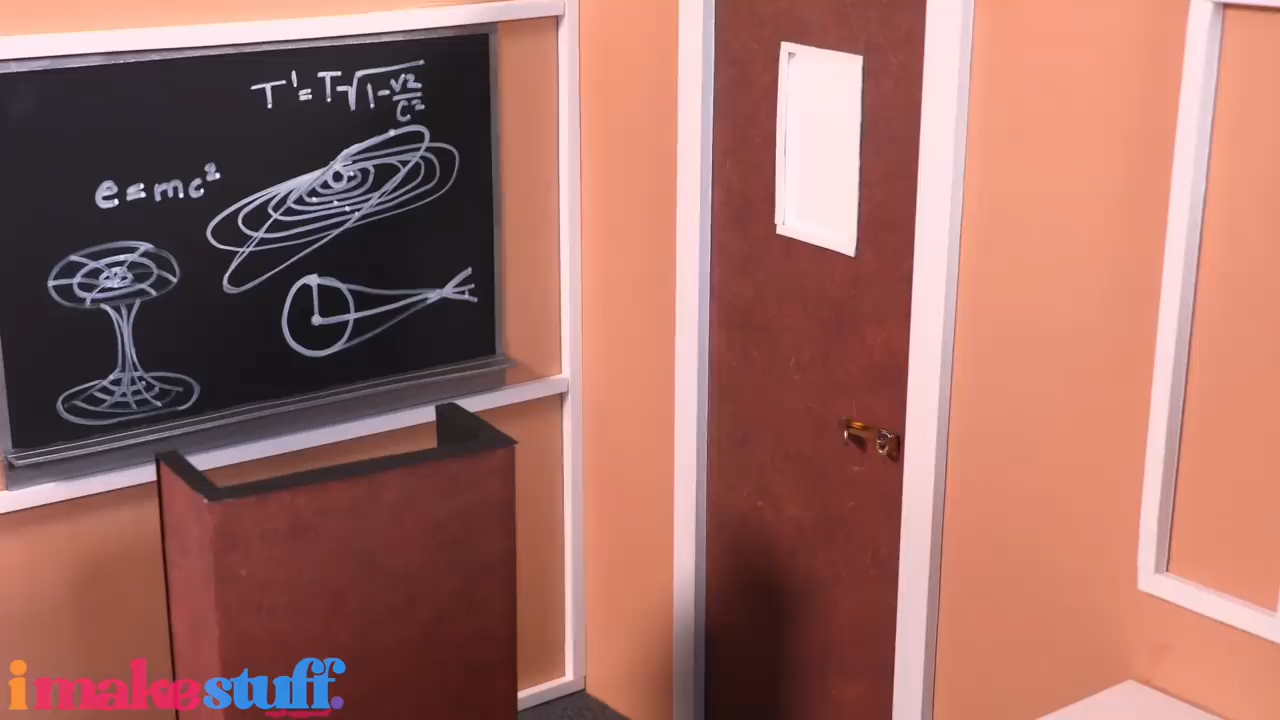 T' = T√1-v2/c2
e=mc²
imakestuff.